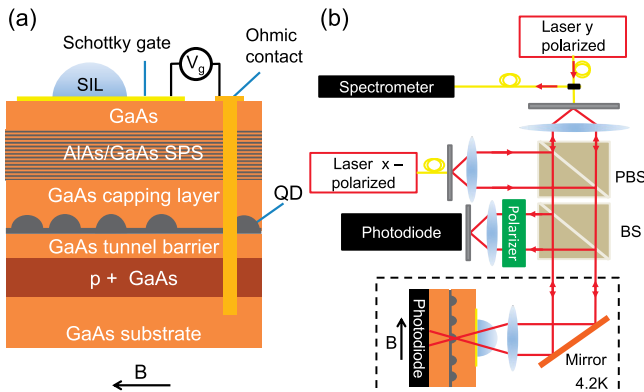 (a)
Schottky gate
Ohmic
contact
Vg
SIL
GaAs
AlAs/GaAs SPS
GaAs capping layer
QD
GaAs tunnel barrier
p + GaAs
GaAs substrate
B
(b)
Laser y
polarized
Spectrometer
Laser x –
polarized
PBS
Photodiode
Polarizer
BS
Photodiode
B
Mirror
4.2K